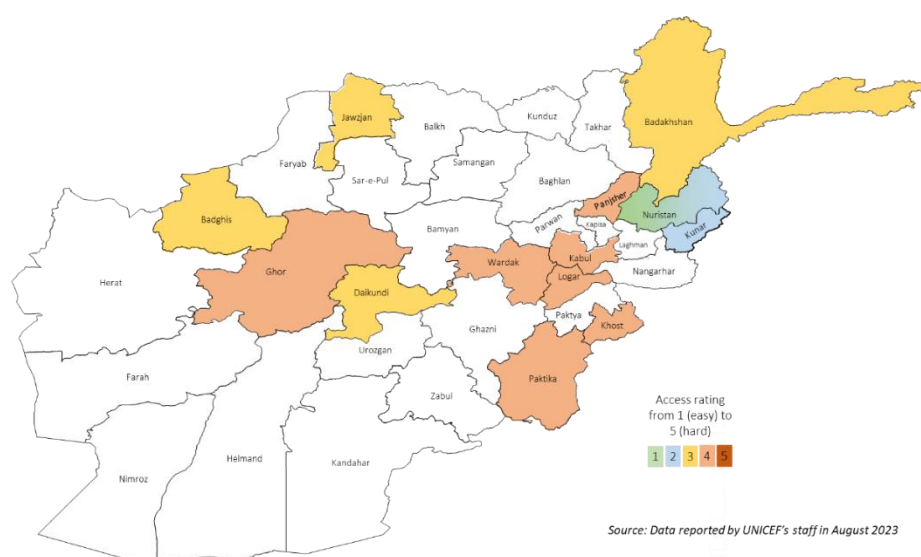 Jawzjan
Balkh
Kunduz
Takhar
Badakhshan
Faryab
Samangan
Sar-e-Pul
Baghlan
Badghis
Panjsher
Nuristan
Parwan
Kapisa
Kunar
Bamyan
Laghman
Herat
Ghor
Wardak
Kabul
Logar
Nangarhar
Daikundi
Ghazni
Paktya
Khost
Urozgan
Paktika
Farah
Zabul
Helmand
Kandahar
Nimroz
Access rating
from 1 (easy) to
5 (hard)
1 2 3 4 5
Source: Data reported by UNICEF's staff in August 2023